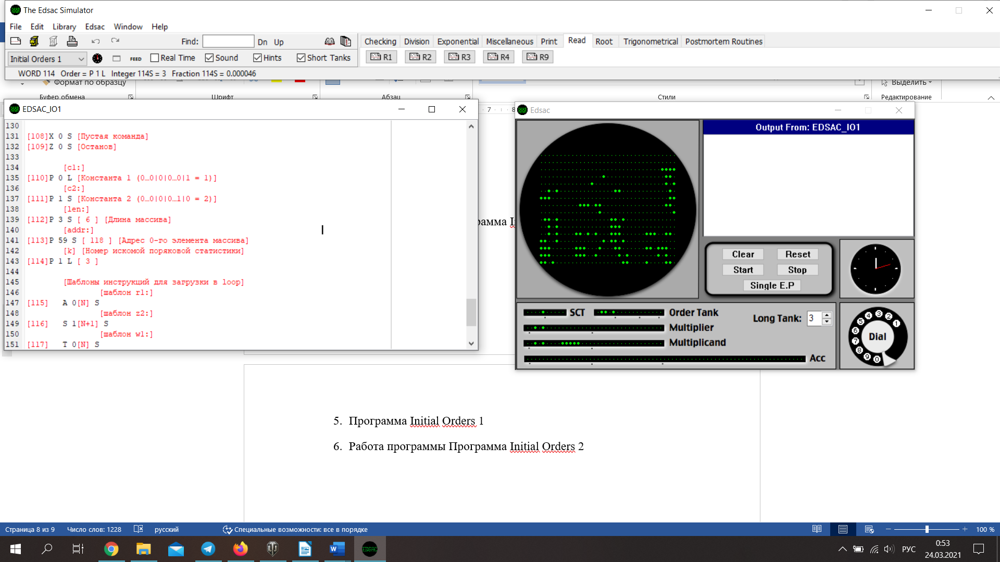 The Edsac Simulator
File Edit Library Edsac Window Help
Find: Dn Up
Checking Division Exponential Miscellaneous Print Read Root Trigonometrical Postmortem Routines
Initial Orders 1 FEED Real Time Sound Hints Short Tanks
R1 R2 R3 R4 R9
WORD 114 Order = P 1 L Integer 114S = 3 Fraction 114S = 0.000046
Формат по образцу
Выделить
Буфер обмена Шрифт Абзац Стили Редактирование
EDSAC_IO1
130
131 [108]X 0 S [Пустая команда]
132 [109]Z 0 S [Останов]
133
134 [c1:]
135 [110]P 0 L [Константа 1 (0…0|0|0…0|1 = 1)]
136 [c2:]
137 [111]P 1 S [Константа 2 (0…0|0|0…1|0 = 2)]
138 [len:]
139 [112]P 3 S [ 6 ] [Длина массива]
140 [addr:]
141 [113]P 59 S [ 118 ] [Адрес 0-го элемента массива]
142 [k] [Номер искомой поряковой статистики]
143 [114]P 1 L [ 3 ]
144
145 [Шаблоны инструкций для загрузки в loop]
146 [шаблон r1:]
147 [115] A 0[N] S
148 [шаблон z2:]
149 [116] S 1[N+1] S
150 [шаблон w1:]
151 [117] T 0[N] S
7 8
рамма I
Edsac
Output From: EDSAC_IO1
Clear Reset
Start Stop
Single E.P
SCT Order Tank
Multiplier
Multiplicand
Acc
Long Tank: 3
1 2 3 4 5 6 7 8 9 0
Dial
5. Программа Initial Orders 1
6. Работа программы Программа Initial Orders 2
Страница 8 из 9 Число слов: 1228 русский Специальные возможности: все в порядке 100 %
W
EDSAC
РУС
0:53
24.03.2021